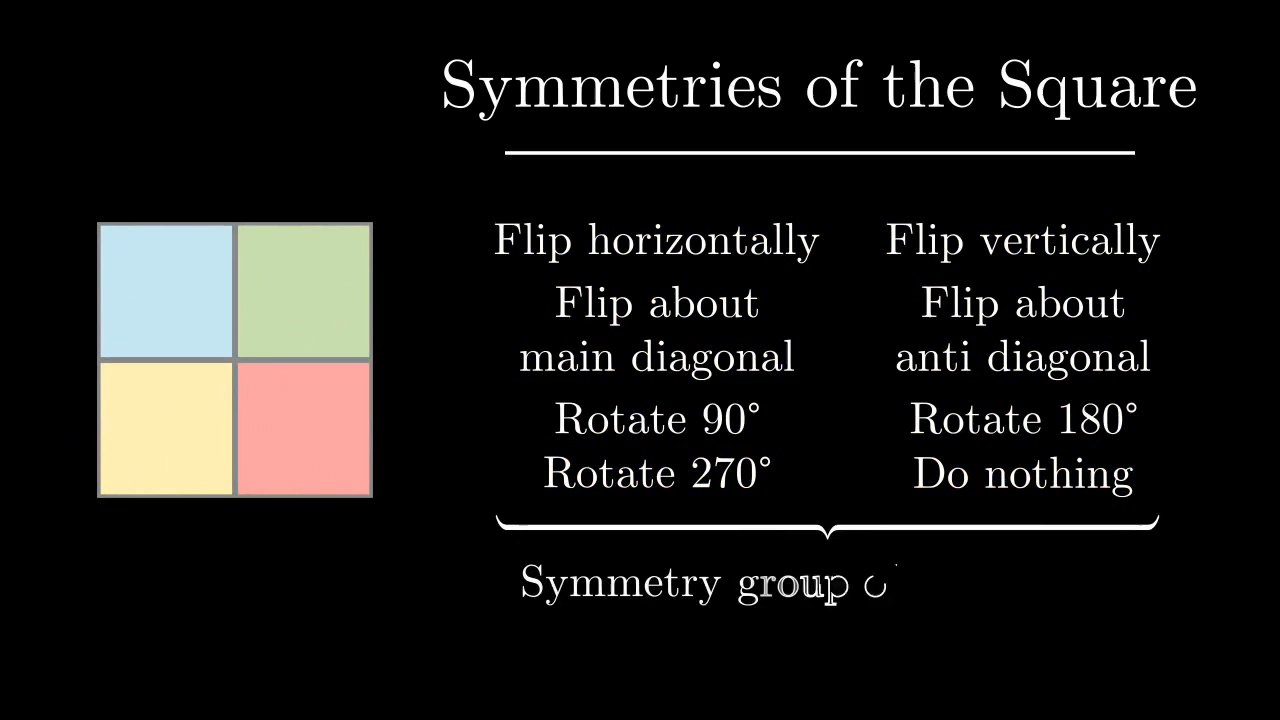 Symmetries of the Square
Flip horizontally
Flip vertically
Flip about
main diagonal
Flip about
anti diagonal
Rotate 90°
Rotate 180°
Rotate 270°
Do nothing
Symmetry group